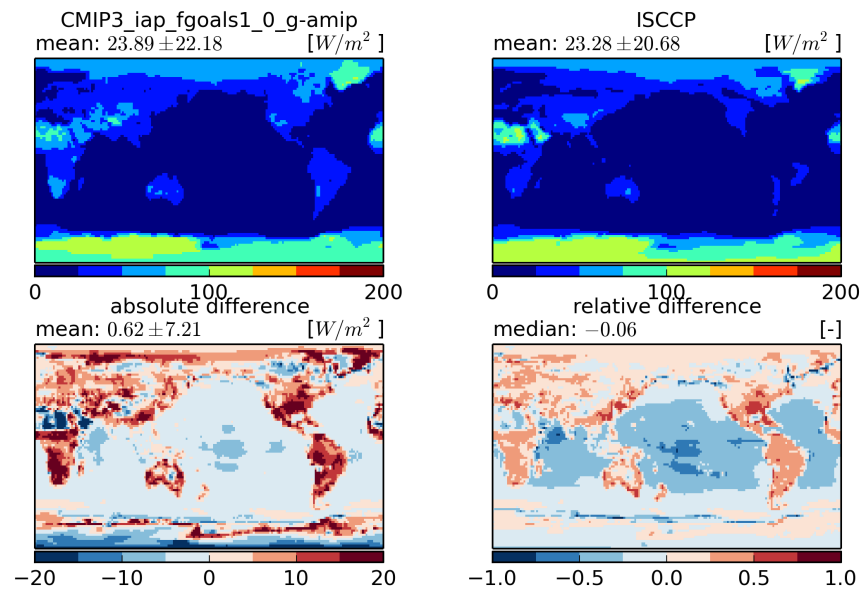 CMIP3_iap_fgoals1_0_g-amip
mean: 23.89±22.18 [W/m² ]
0 100 200
ISCCP
mean: 23.28±20.68 [W/m² ]
0 100 200
absolute difference
mean: 0.62±7.21 [W/m² ]
−20 −10 0 10 20
relative difference
median: −0.06 [-]
−1.0 −0.5 0.0 0.5 1.0